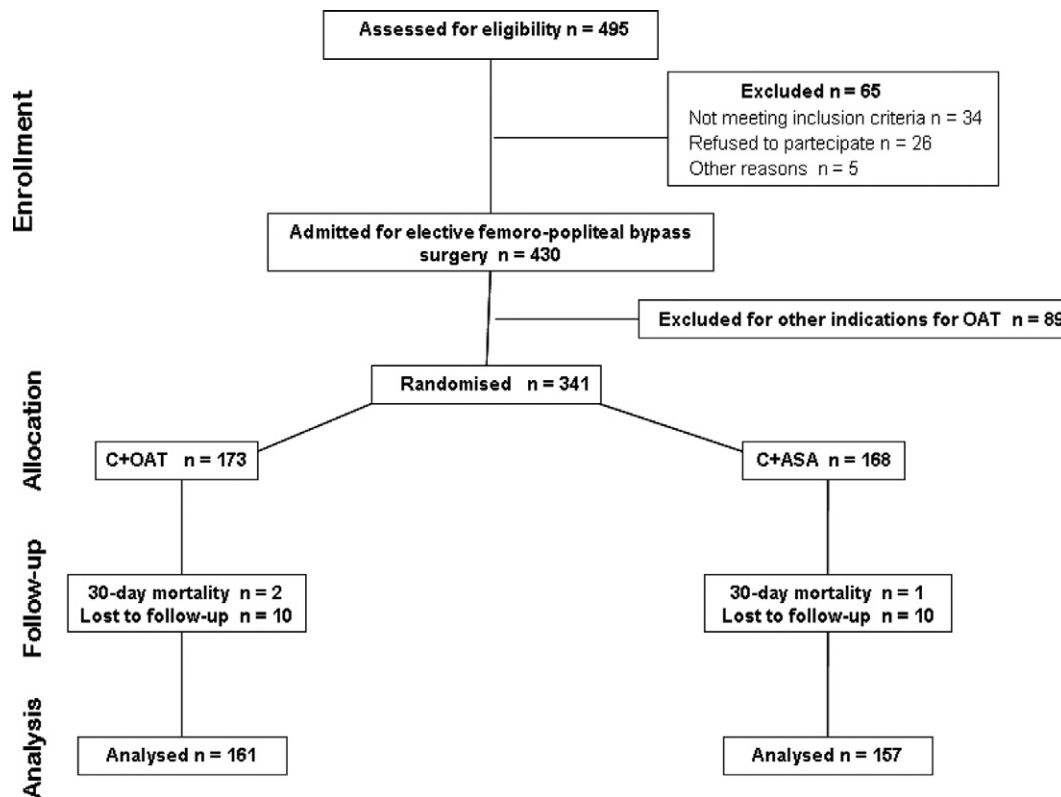 Enrollment
Assessed for eligibility n = 495
Excluded n = 65
Not meeting inclusion criteria n = 34
Refused to partecipate n = 26
Other reasons n = 5
Admitted for elective femoro-popliteal bypass
surgery n = 430
Excluded for other indications for OAT n = 89
Allocation
Randomised n = 341
C+OAT n = 173
C+ASA n = 168
Follow-up
30-day mortality n = 2
Lost to follow-up n = 10
30-day mortality n = 1
Lost to follow-up n = 10
Analysis
Analysed n = 161
Analysed n = 157